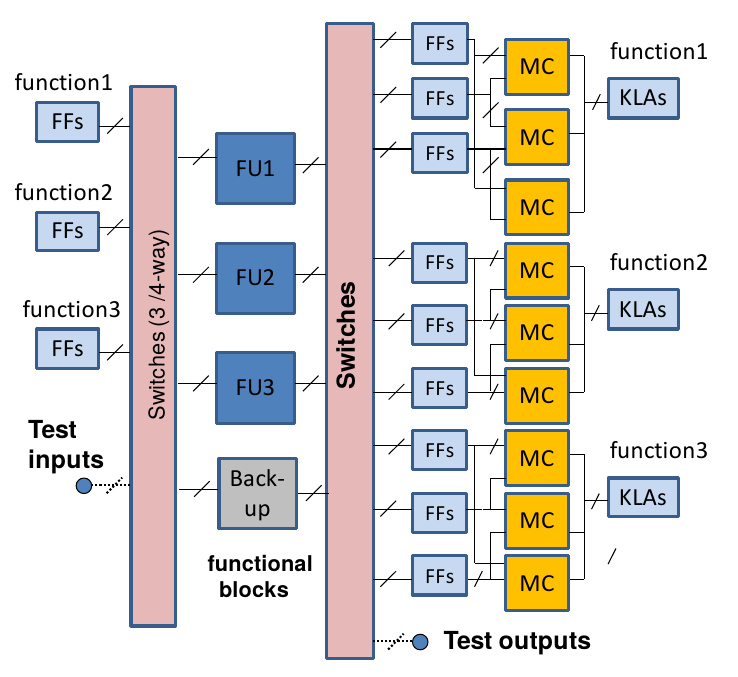 function1
FFs
function2
FFs
function3
FFs
Test
inputs
Switches (3 /4-way)
FU1
FU2
FU3
Back-
up
functional
blocks
Switches
FFs
FFs
FFs
MC
MC
MC
function1
KLAs
FFs
FFs
FFs
MC
MC
MC
function2
KLAs
FFs
FFs
FFs
MC
MC
MC
function3
KLAs
Test outputs